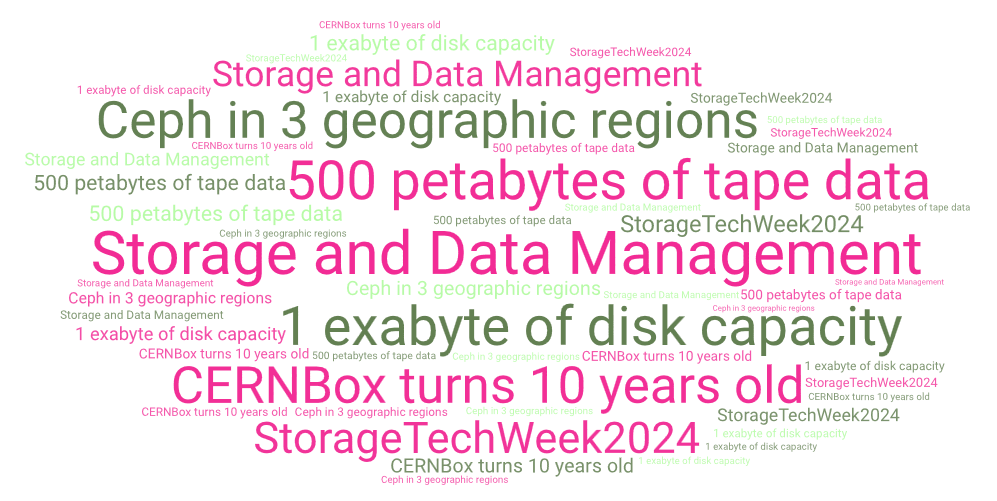 CERNBox turns 10 years old
1 exabyte of disk capacity
StorageTechWeek2024
StorageTechWeek2024
Storage and Data Management
1 exabyte of disk capacity
1 exabyte of disk capacity
StorageTechWeek2024
Ceph in 3 geographic regions
500 petabytes of tape data
StorageTechWeek2024
CERNBox turns 10 years old
500 petabytes of tape data
Storage and Data Management
Storage and Data Management
500 petabytes of tape data
500 petabytes of tape data
Storage and Data Management
500 petabytes of tape data
500 petabytes of tape data
500 petabytes of tape data
StorageTechWeek2024
Ceph in 3 geographic regions
Storage and Data Management
Storage and Data Management
Storage and Data Management
Ceph in 3 geographic regions
Storage and Data Management
500 petabytes of tape data
Ceph in 3 geographic regions
Ceph in 3 geographic regions
Storage and Data Management
1 exabyte of disk capacity
1 exabyte of disk capacity
CERNBox turns 10 years old
500 petabytes of tape data
Ceph in 3 geographic regions
CERNBox turns 10 years old
1 exabyte of disk capacity
CERNBox turns 10 years old
StorageTechWeek2024
CERNBox turns 10 years old
CERNBox turns 10 years old
Ceph in 3 geographic regions
Ceph in 3 geographic regions
StorageTechWeek2024
StorageTechWeek2024
1 exabyte of disk capacity
1 exabyte of disk capacity
CERNBox turns 10 years old
1 exabyte of disk capacity
Ceph in 3 geographic regions